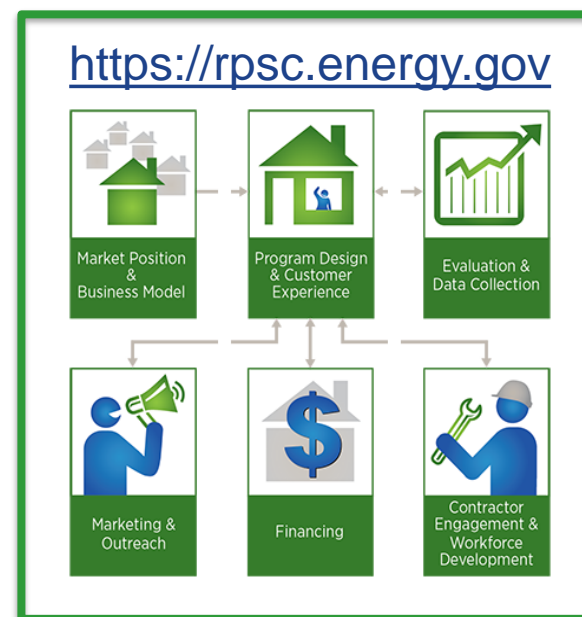 https://rpsc.energy.gov
Market Position
&
Business Model
Program Design
& Customer
Experience
Evaluation &
Data Collection
Marketing &
Outreach
$
Financing
Contractor
Engagement &
Workforce
Development